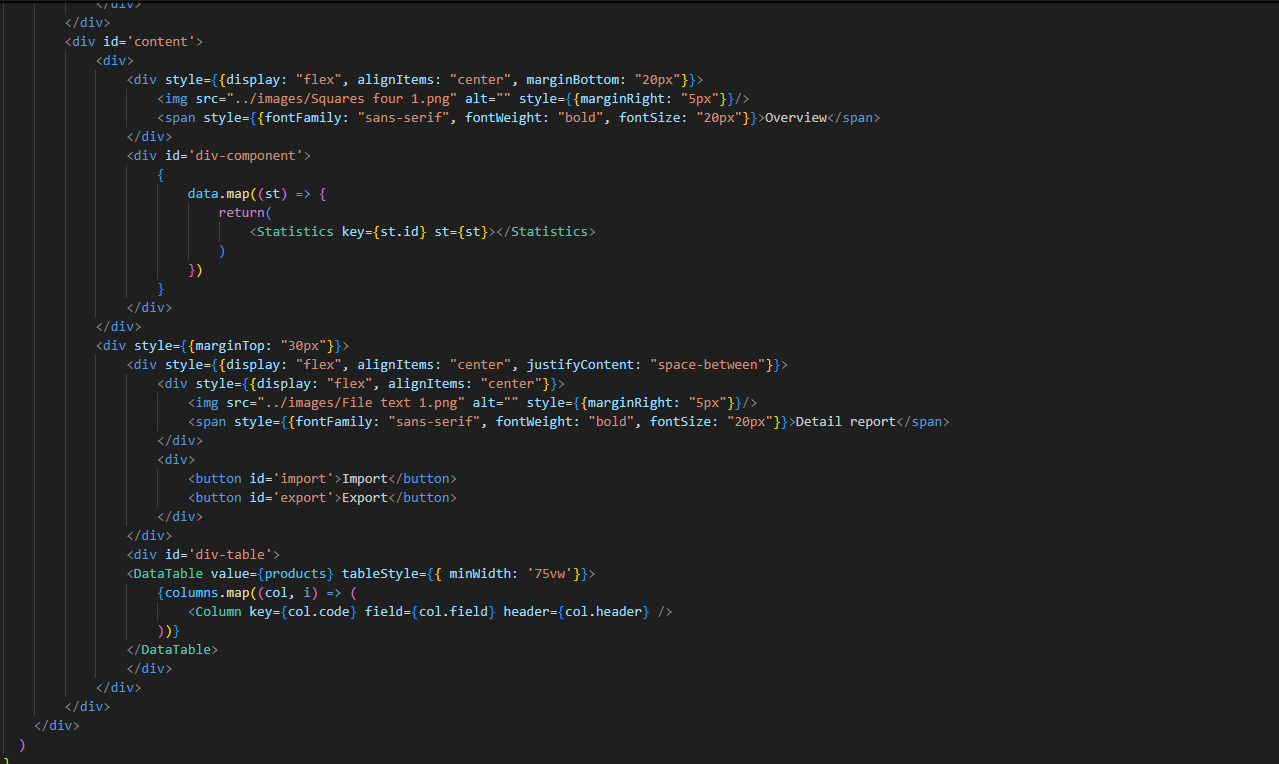 </div>
</div>
<div id='content'>
<div>
<div style={{display: "flex", alignItems: "center", marginBottom: "20px"}}>
<img src="../images/Squares four 1.png" alt="" style={{marginRight: "5px"}}/>
<span style={{fontFamily: "sans-serif", fontWeight: "bold", fontSize: "20px"}}>Overview</span>
</div>
<div id='div-component'>
{
data.map((st) => {
return(
<Statistics key={st.id} st={st}></Statistics>
)
})
}
</div>
</div>
<div style={{marginTop: "30px"}}>
<div style={{display: "flex", alignItems: "center", justifyContent: "space-between"}}>
<div style={{display: "flex", alignItems: "center"}}>
<img src="../images/File text 1.png" alt="" style={{marginRight: "5px"}}/>
<span style={{fontFamily: "sans-serif", fontWeight: "bold", fontSize: "20px"}}>Detail report</span>
</div>
<div>
<button id='import'>Import</button>
<button id='export'>Export</button>
</div>
</div>
<div id='div-table'>
<DataTable value={products} tableStyle={{ minWidth: '75vw'}}>
{columns.map((col, i) => (
<Column key={col.code} field={col.field} header={col.header} />
))}
</DataTable>
</div>
</div>
</div>
</div>
)
}